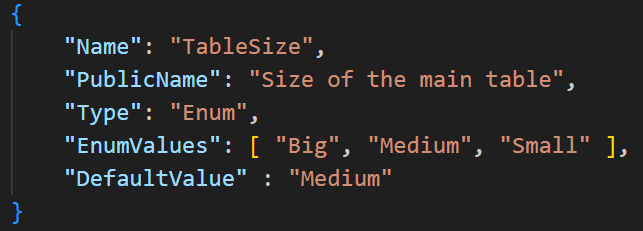 {
"Name": "TableSize",
"PublicName": "Size of the main table",
"Type": "Enum",
"EnumValues": [ "Big", "Medium", "Small" ],
"DefaultValue" : "Medium"
}